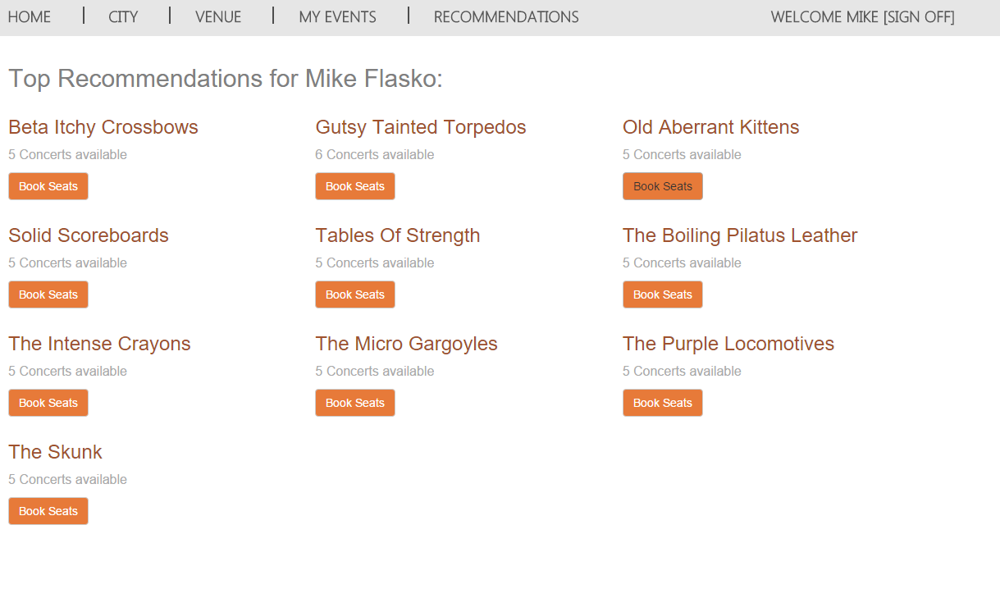 HOME | CITY | VENUE | MY EVENTS | RECOMMENDATIONS WELCOME MIKE [SIGN OFF]
Top Recommendations for Mike Flasko:
Beta Itchy Crossbows Gutsy Tainted Torpedos Old Aberrant Kittens
5 Concerts available 6 Concerts available 5 Concerts available
Book Seats Book Seats Book Seats
Solid Scoreboards Tables Of Strength The Boiling Pilatus Leather
5 Concerts available 5 Concerts available 5 Concerts available
Book Seats Book Seats Book Seats
The Intense Crayons The Micro Gargoyles The Purple Locomotives
5 Concerts available 5 Concerts available 5 Concerts available
Book Seats Book Seats Book Seats
The Skunk
5 Concerts available
Book Seats